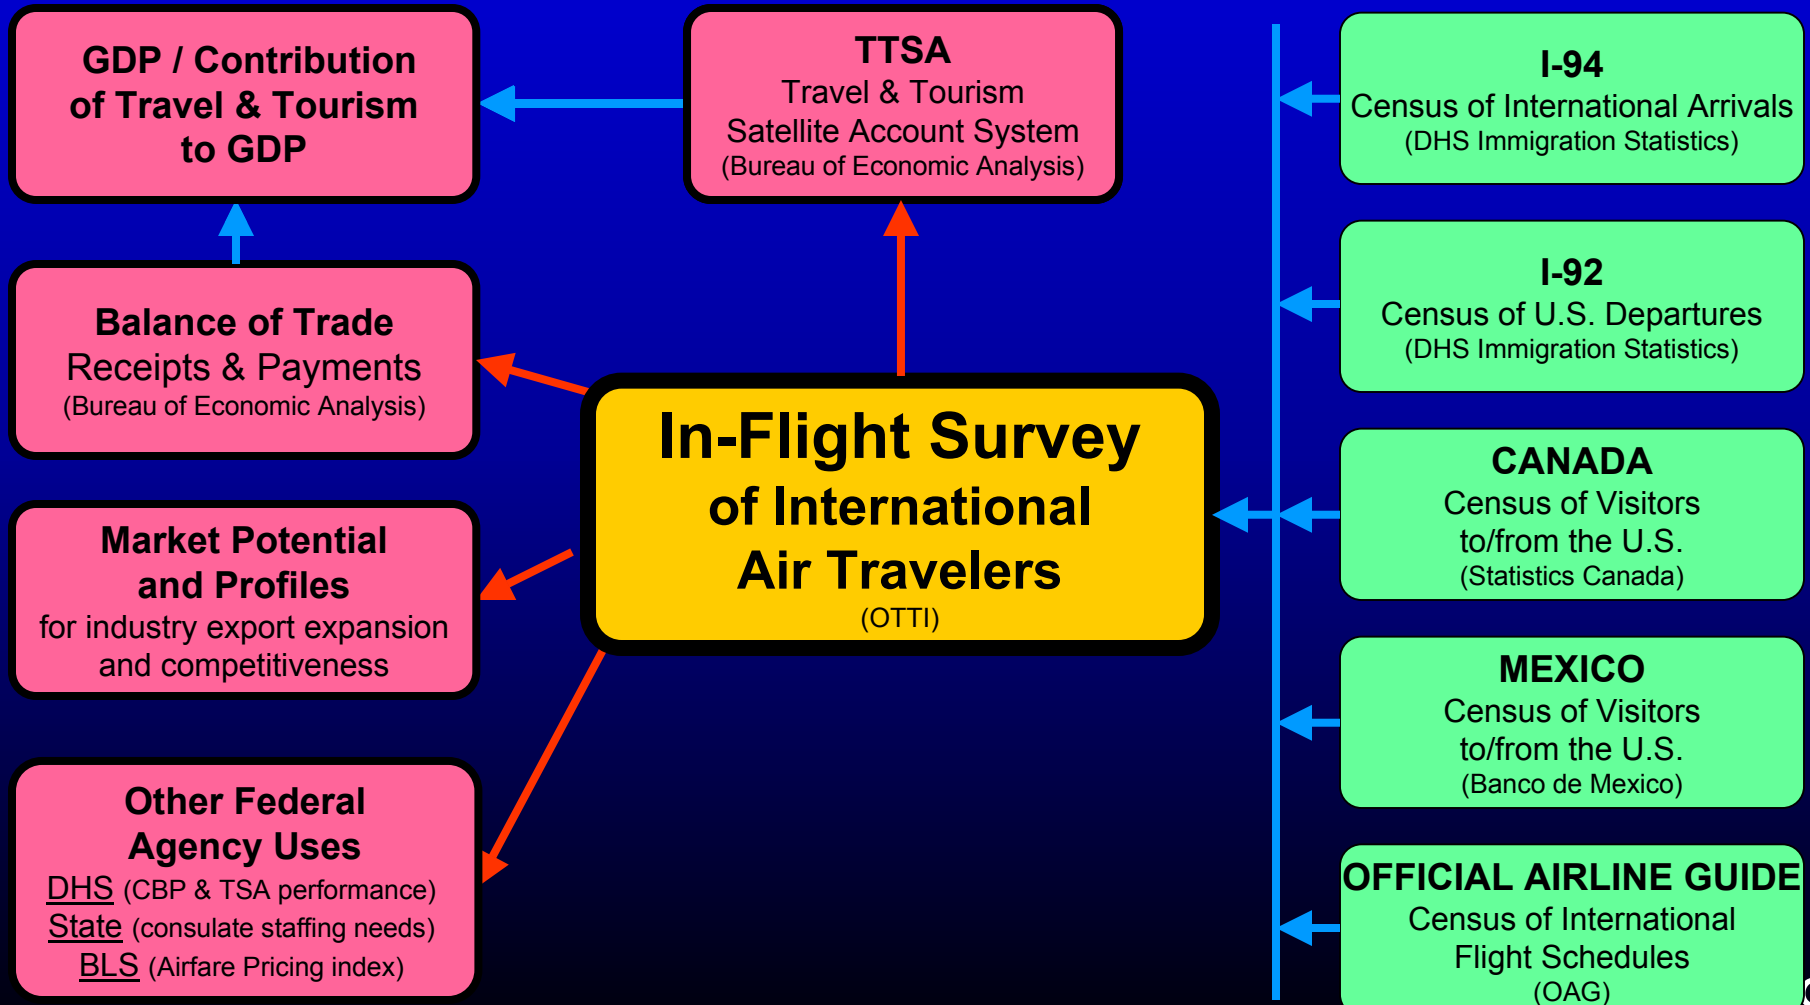 GDP / Contribution
of Travel & Tourism
to GDP
TTSA
Travel & Tourism
Satellite Account System
(Bureau of Economic Analysis)
I-94
Census of International Arrivals
(DHS Immigration Statistics)
Balance of Trade
Receipts & Payments
(Bureau of Economic Analysis)
I-92
Census of U.S. Departures
(DHS Immigration Statistics)
In-Flight Survey
of International
Air Travelers
(OTTI)
CANADA
Census of Visitors
to/from the U.S.
(Statistics Canada)
Market Potential
and Profiles
for industry export expansion
and competitiveness
MEXICO
Census of Visitors
to/from the U.S.
(Banco de Mexico)
Other Federal
Agency Uses
DHS (CBP & TSA performance)
State (consulate staffing needs)
BLS (Airfare Pricing index)
OFFICIAL AIRLINE GUIDE
Census of International
Flight Schedules
(OAG)